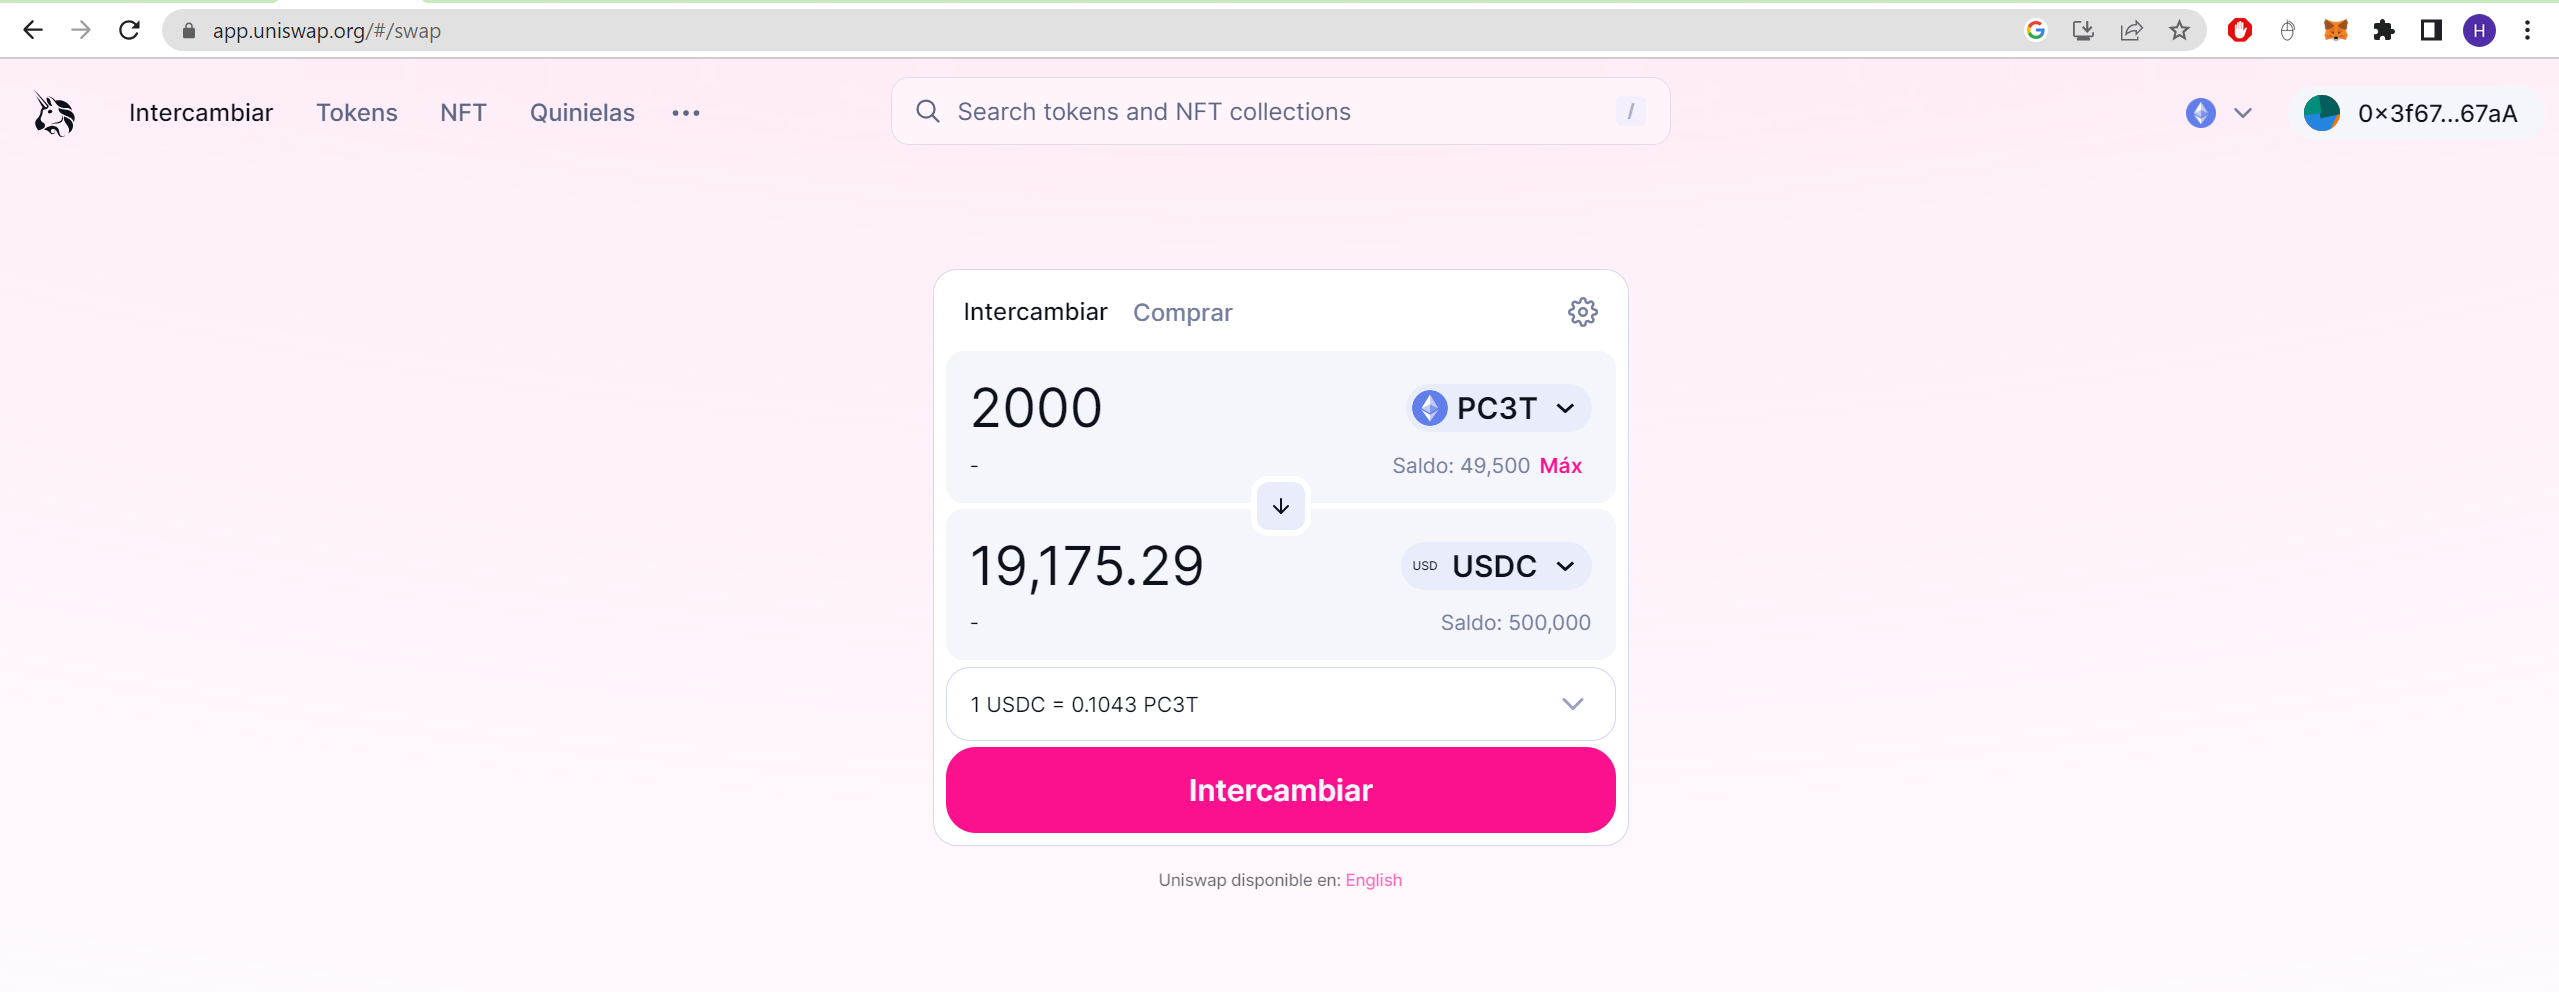 app.uniswap.org/#/swap
H
Intercambiar Tokens NFT Quinielas
Search tokens and NFT collections /
0×3f67...67aA
Intercambiar Comprar
2000 PC3T
- Saldo: 49,500 Máx
19,175.29 USD USDC
- Saldo: 500,000
1 USDC = 0.1043 PC3T
Intercambiar
Uniswap disponible en: English